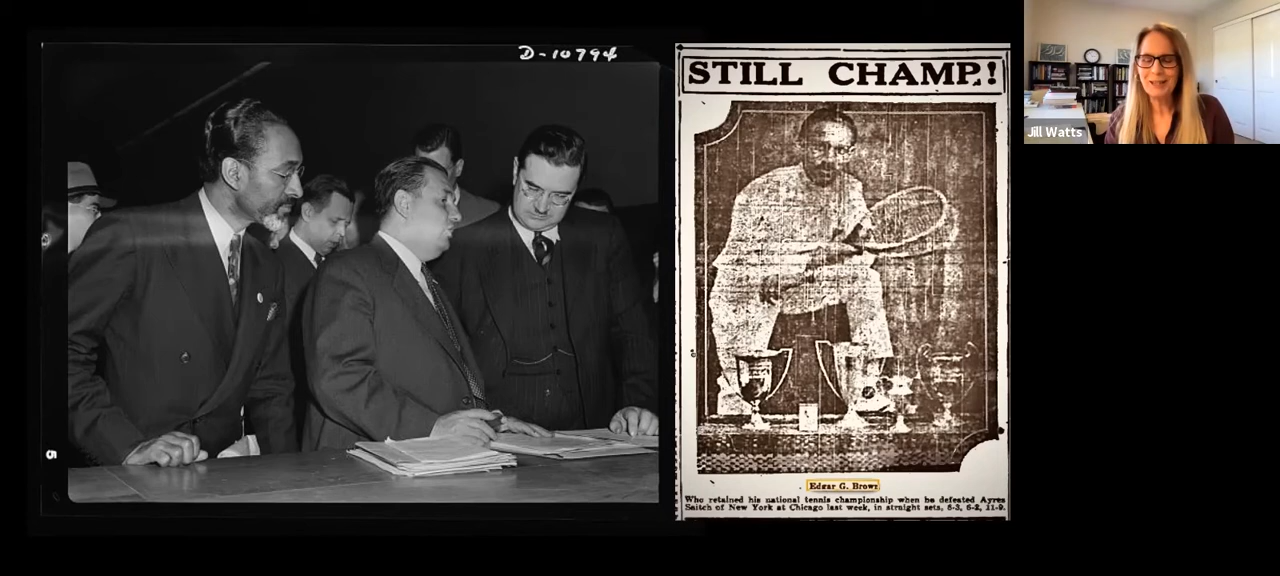 D-10794
5
STILL CHAMP!
Edgar G. Brown
Who retained his national tennis championship when he defeated Ayres
Saitch of New York at Chicago last week, in straight sets, 6-3, 6-2, 11-9.
Jill Watts